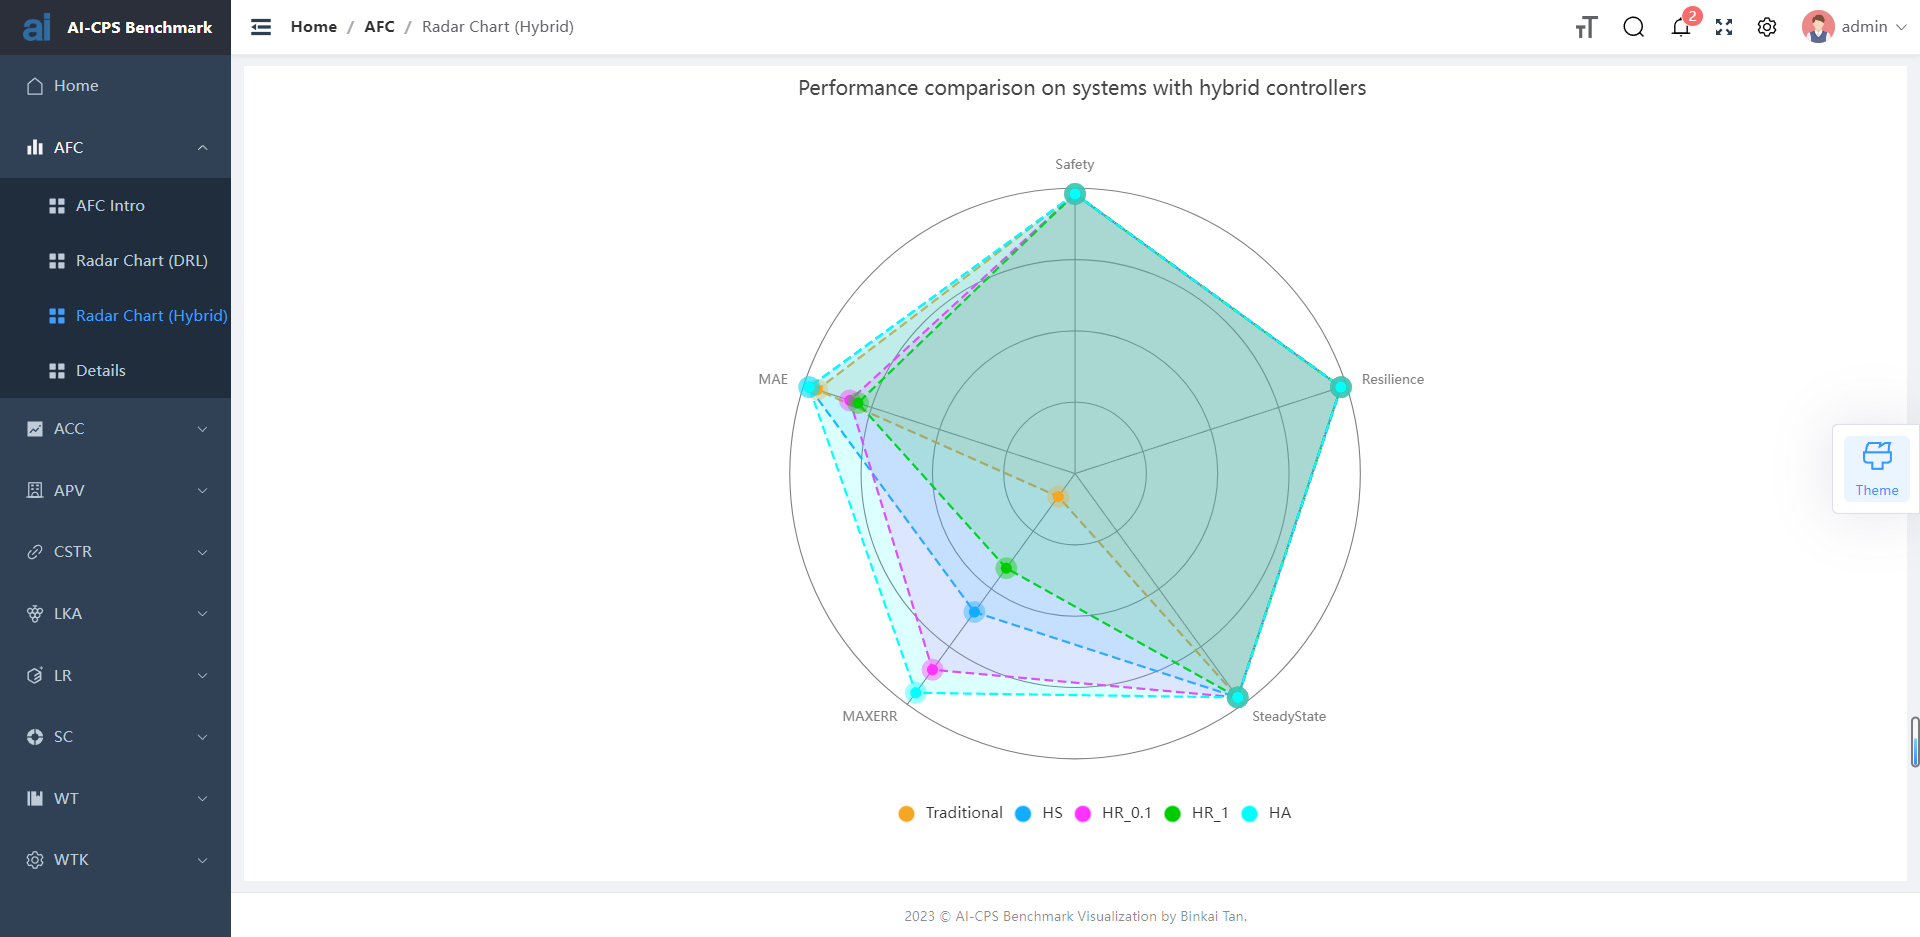 ai AI-CPS Benchmark
Home / AFC / Radar Chart (Hybrid)
2
admin
Home
AFC
AFC Intro
Radar Chart (DRL)
Radar Chart (Hybrid)
Details
ACC
APV
CSTR
LKA
LR
SC
WT
WTK
Performance comparison on systems with hybrid controllers
Safety
MAE
Resilience
MAXERR
SteadyState
Traditional HS HR_0.1 HR_1 HA
Theme
2023 © AI-CPS Benchmark Visualization by Binkai Tan.